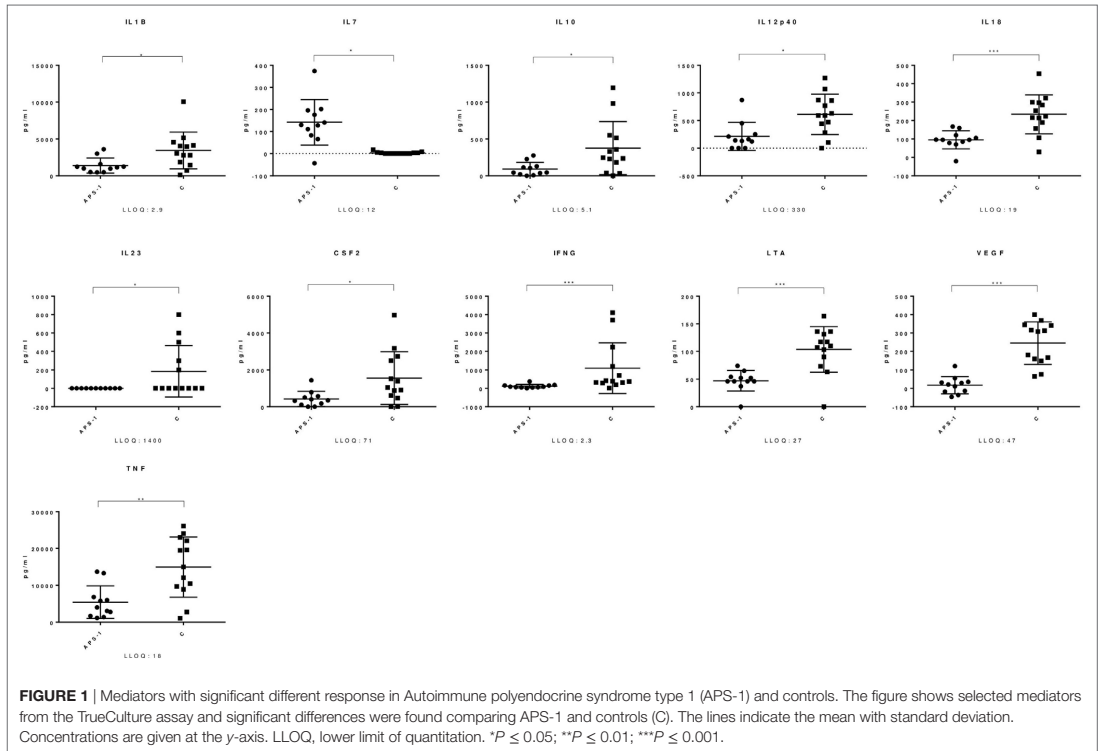 IL1B
IL7
IL10
IL12p40
IL18
*
*
*
*
***
pg/ml
15000
10000
5000
0
400
300
200
100
0
-100
1500
1000
500
0
1500
1000
500
0
-500
600
500
400
300
200
100
0
-100
APS-1
C
APS-1
C
APS-1
C
APS-1
C
APS-1
C
LLOQ:2.9
LLOQ:12
LLOQ:5.1
LLOQ:330
LLOQ:19
IL23
CSF2
IFNG
LTA
VEGF
*
*
***
***
***
pg/ml
1000
800
600
400
200
0
-200
pg/ml
6000
4000
2000
0
pg/ml
5000
4000
3000
2000
1000
0
-1000
pg/ml
200
150
100
50
0
pg/ml
500
400
300
200
100
0
-100
APS-1
C
APS-1
C
APS-1
C
APS-1
C
APS-1
C
LLOQ:1400
LLOQ:71
LLOQ:2.3
LLOQ:27
LLOQ:47
TNF
**
pg/ml
30000
20000
10000
0
APS-1
C
LLOQ:16
FIGURE 1 | Mediators with significant different response in Autoimmune polyendocrine syndrome type 1 (APS-1) and controls. The figure shows selected mediators
from the TrueCulture assay and significant differences were found comparing APS-1 and controls (C). The lines indicate the mean with standard deviation.
Concentrations are given at the y-axis. LLOQ, lower limit of quantitation. *P ≤ 0.05; **P ≤ 0.01; ***P ≤ 0.001.